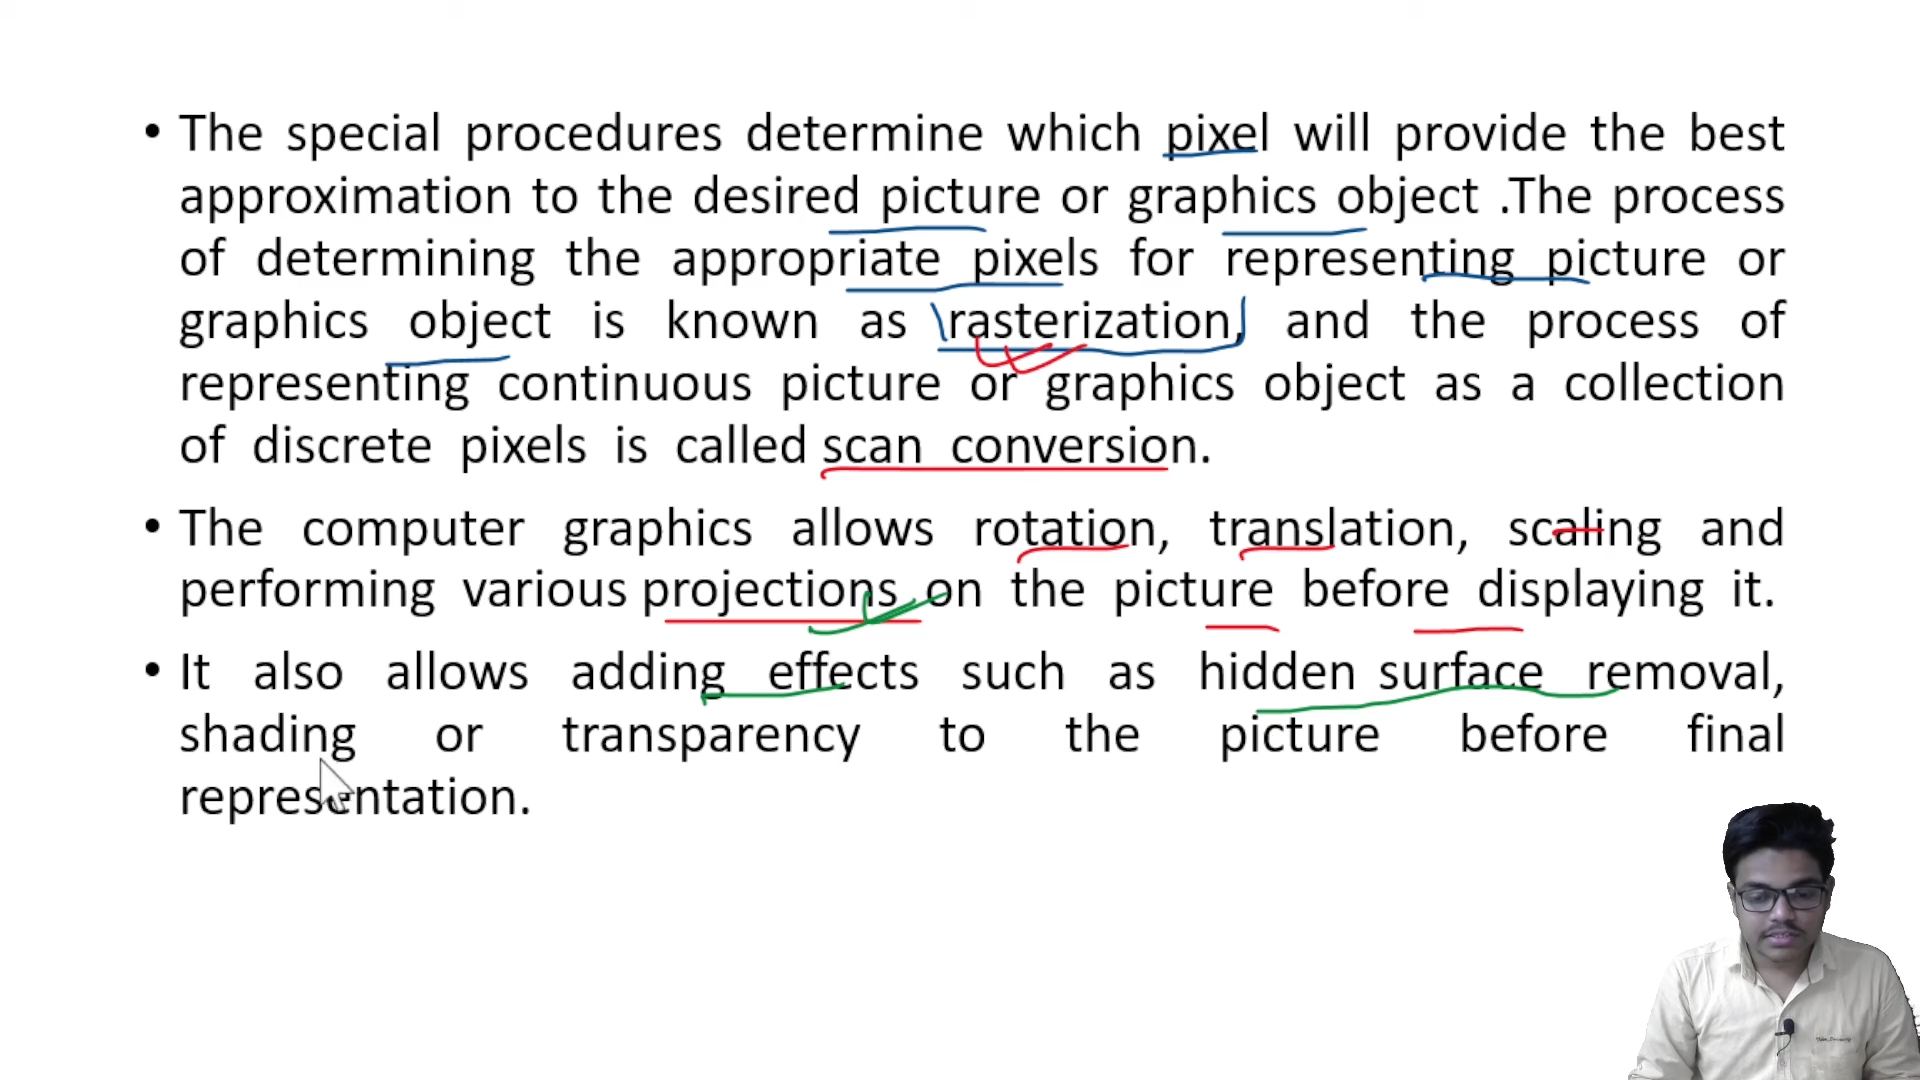 • The special procedures determine which pixel will provide the best
approximation to the desired picture or graphics object .The process
of determining the appropriate pixels for representing picture or
graphics object is known as rasterization, and the process of
representing continuous picture or graphics object as a collection
of discrete pixels is called scan conversion.
• The computer graphics allows rotation, translation, scaling and
performing various projections on the picture before displaying it.
• It also allows adding effects such as hidden surface removal,
shading or transparency to the picture before final
representation.